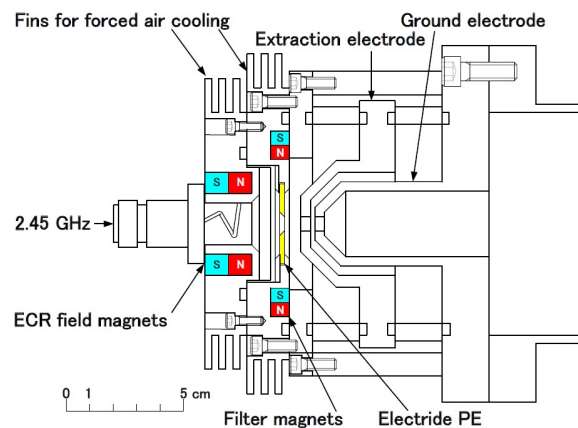 Fins for forced air cooling
Ground electrode
Extraction electrode
S
N
S N
2.45 GHz
S N
ECR field magnets
S
N
0 1 5 cm
Filter magnets
Electride PE